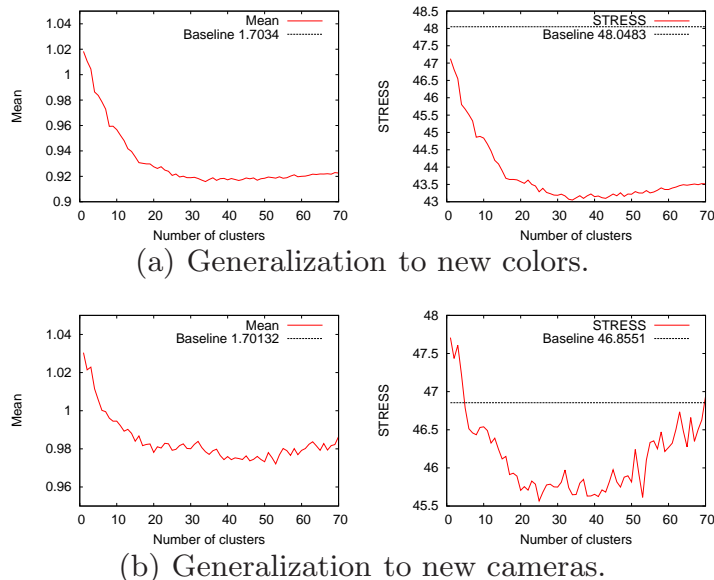 Mean
Baseline 1.7034
1.04
1.02
1
0.98
0.96
0.94
0.92
0.9
Mean
0 10 20 30 40 50 60 70
Number of clusters
STRESS
Baseline 48.0483
48.5
48
47.5
47
46.5
46
45.5
45
44.5
44
43.5
43
STRESS
0 10 20 30 40 50 60 70
Number of clusters
(a) Generalization to new colors.
Mean
Baseline 1.70132
1.04
1.02
1
0.98
0.96
Mean
0 10 20 30 40 50 60 70
Number of clusters
STRESS
Baseline 46.8551
48
47.5
47
46.5
46
45.5
STRESS
0 10 20 30 40 50 60 70
Number of clusters
(b) Generalization to new cameras.